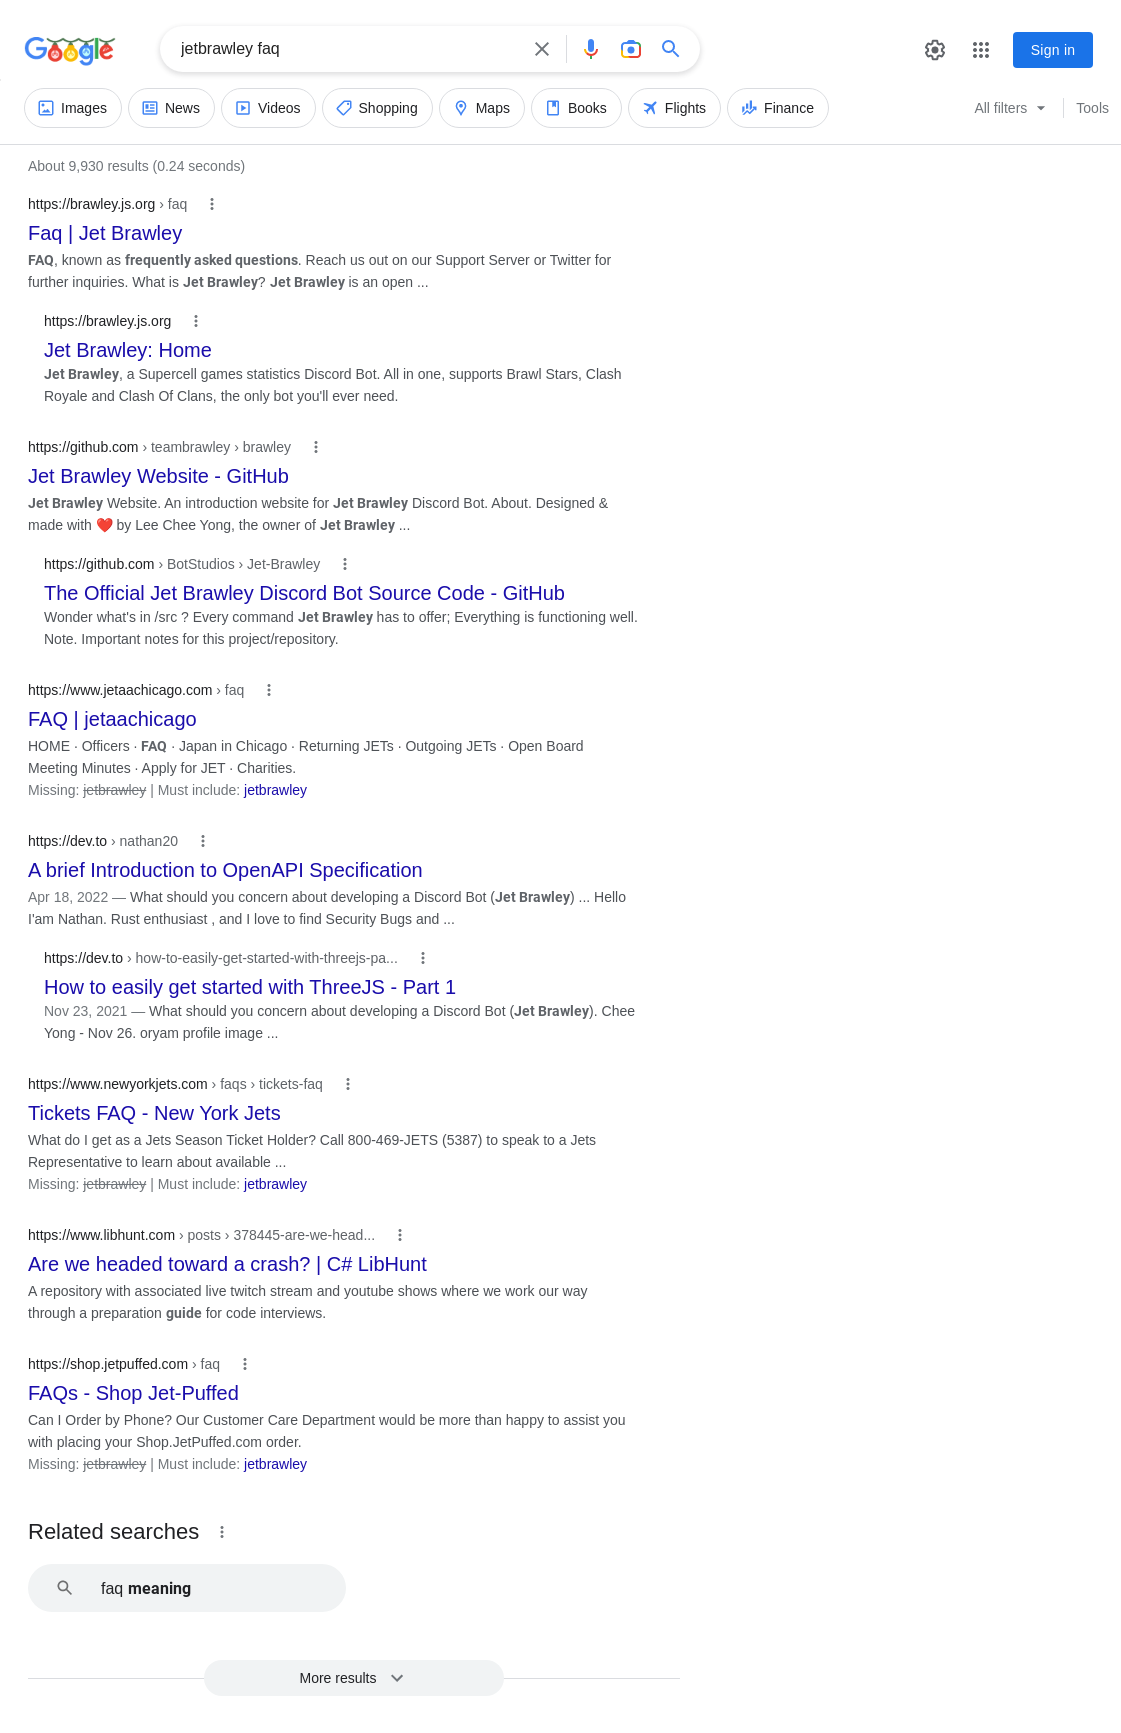 Google
jetbrawley faq
Sign in
Images
News
Videos
Shopping
Maps
Books
Flights
Finance
All filters
Tools
About 9,930 results (0.24 seconds)
https://brawley.js.org › faq
Faq | Jet Brawley
FAQ, known as frequently asked questions. Reach us out on our Support Server or Twitter for
further inquiries. What is Jet Brawley? Jet Brawley is an open ...
https://brawley.js.org
Jet Brawley: Home
Jet Brawley, a Supercell games statistics Discord Bot. All in one, supports Brawl Stars, Clash
Royale and Clash Of Clans, the only bot you'll ever need.
https://github.com › teambrawley › brawley
Jet Brawley Website - GitHub
Jet Brawley Website. An introduction website for Jet Brawley Discord Bot. About. Designed &
made with ❤️ by Lee Chee Yong, the owner of Jet Brawley ...
https://github.com › BotStudios › Jet-Brawley
The Official Jet Brawley Discord Bot Source Code - GitHub
Wonder what's in /src ? Every command Jet Brawley has to offer; Everything is functioning well.
Note. Important notes for this project/repository.
https://www.jetaachicago.com › faq
FAQ | jetaachicago
HOME · Officers · FAQ · Japan in Chicago · Returning JETs · Outgoing JETs · Open Board
Meeting Minutes · Apply for JET · Charities.
Missing: jetbrawley | Must include: jetbrawley
https://dev.to › nathan20
A brief Introduction to OpenAPI Specification
Apr 18, 2022 — What should you concern about developing a Discord Bot (Jet Brawley) ... Hello
I'am Nathan. Rust enthusiast , and I love to find Security Bugs and ...
https://dev.to › how-to-easily-get-started-with-threejs-pa...
How to easily get started with ThreeJS - Part 1
Nov 23, 2021 — What should you concern about developing a Discord Bot (Jet Brawley). Chee
Yong - Nov 26. oryam profile image ...
https://www.newyorkjets.com › faqs › tickets-faq
Tickets FAQ - New York Jets
What do I get as a Jets Season Ticket Holder? Call 800-469-JETS (5387) to speak to a Jets
Representative to learn about available ...
Missing: jetbrawley | Must include: jetbrawley
https://www.libhunt.com › posts › 378445-are-we-head...
Are we headed toward a crash? | C# LibHunt
A repository with associated live twitch stream and youtube shows where we work our way
through a preparation guide for code interviews.
https://shop.jetpuffed.com › faq
FAQs - Shop Jet-Puffed
Can I Order by Phone? Our Customer Care Department would be more than happy to assist you
with placing your Shop.JetPuffed.com order.
Missing: jetbrawley | Must include: jetbrawley
Related searches
faq meaning
More results